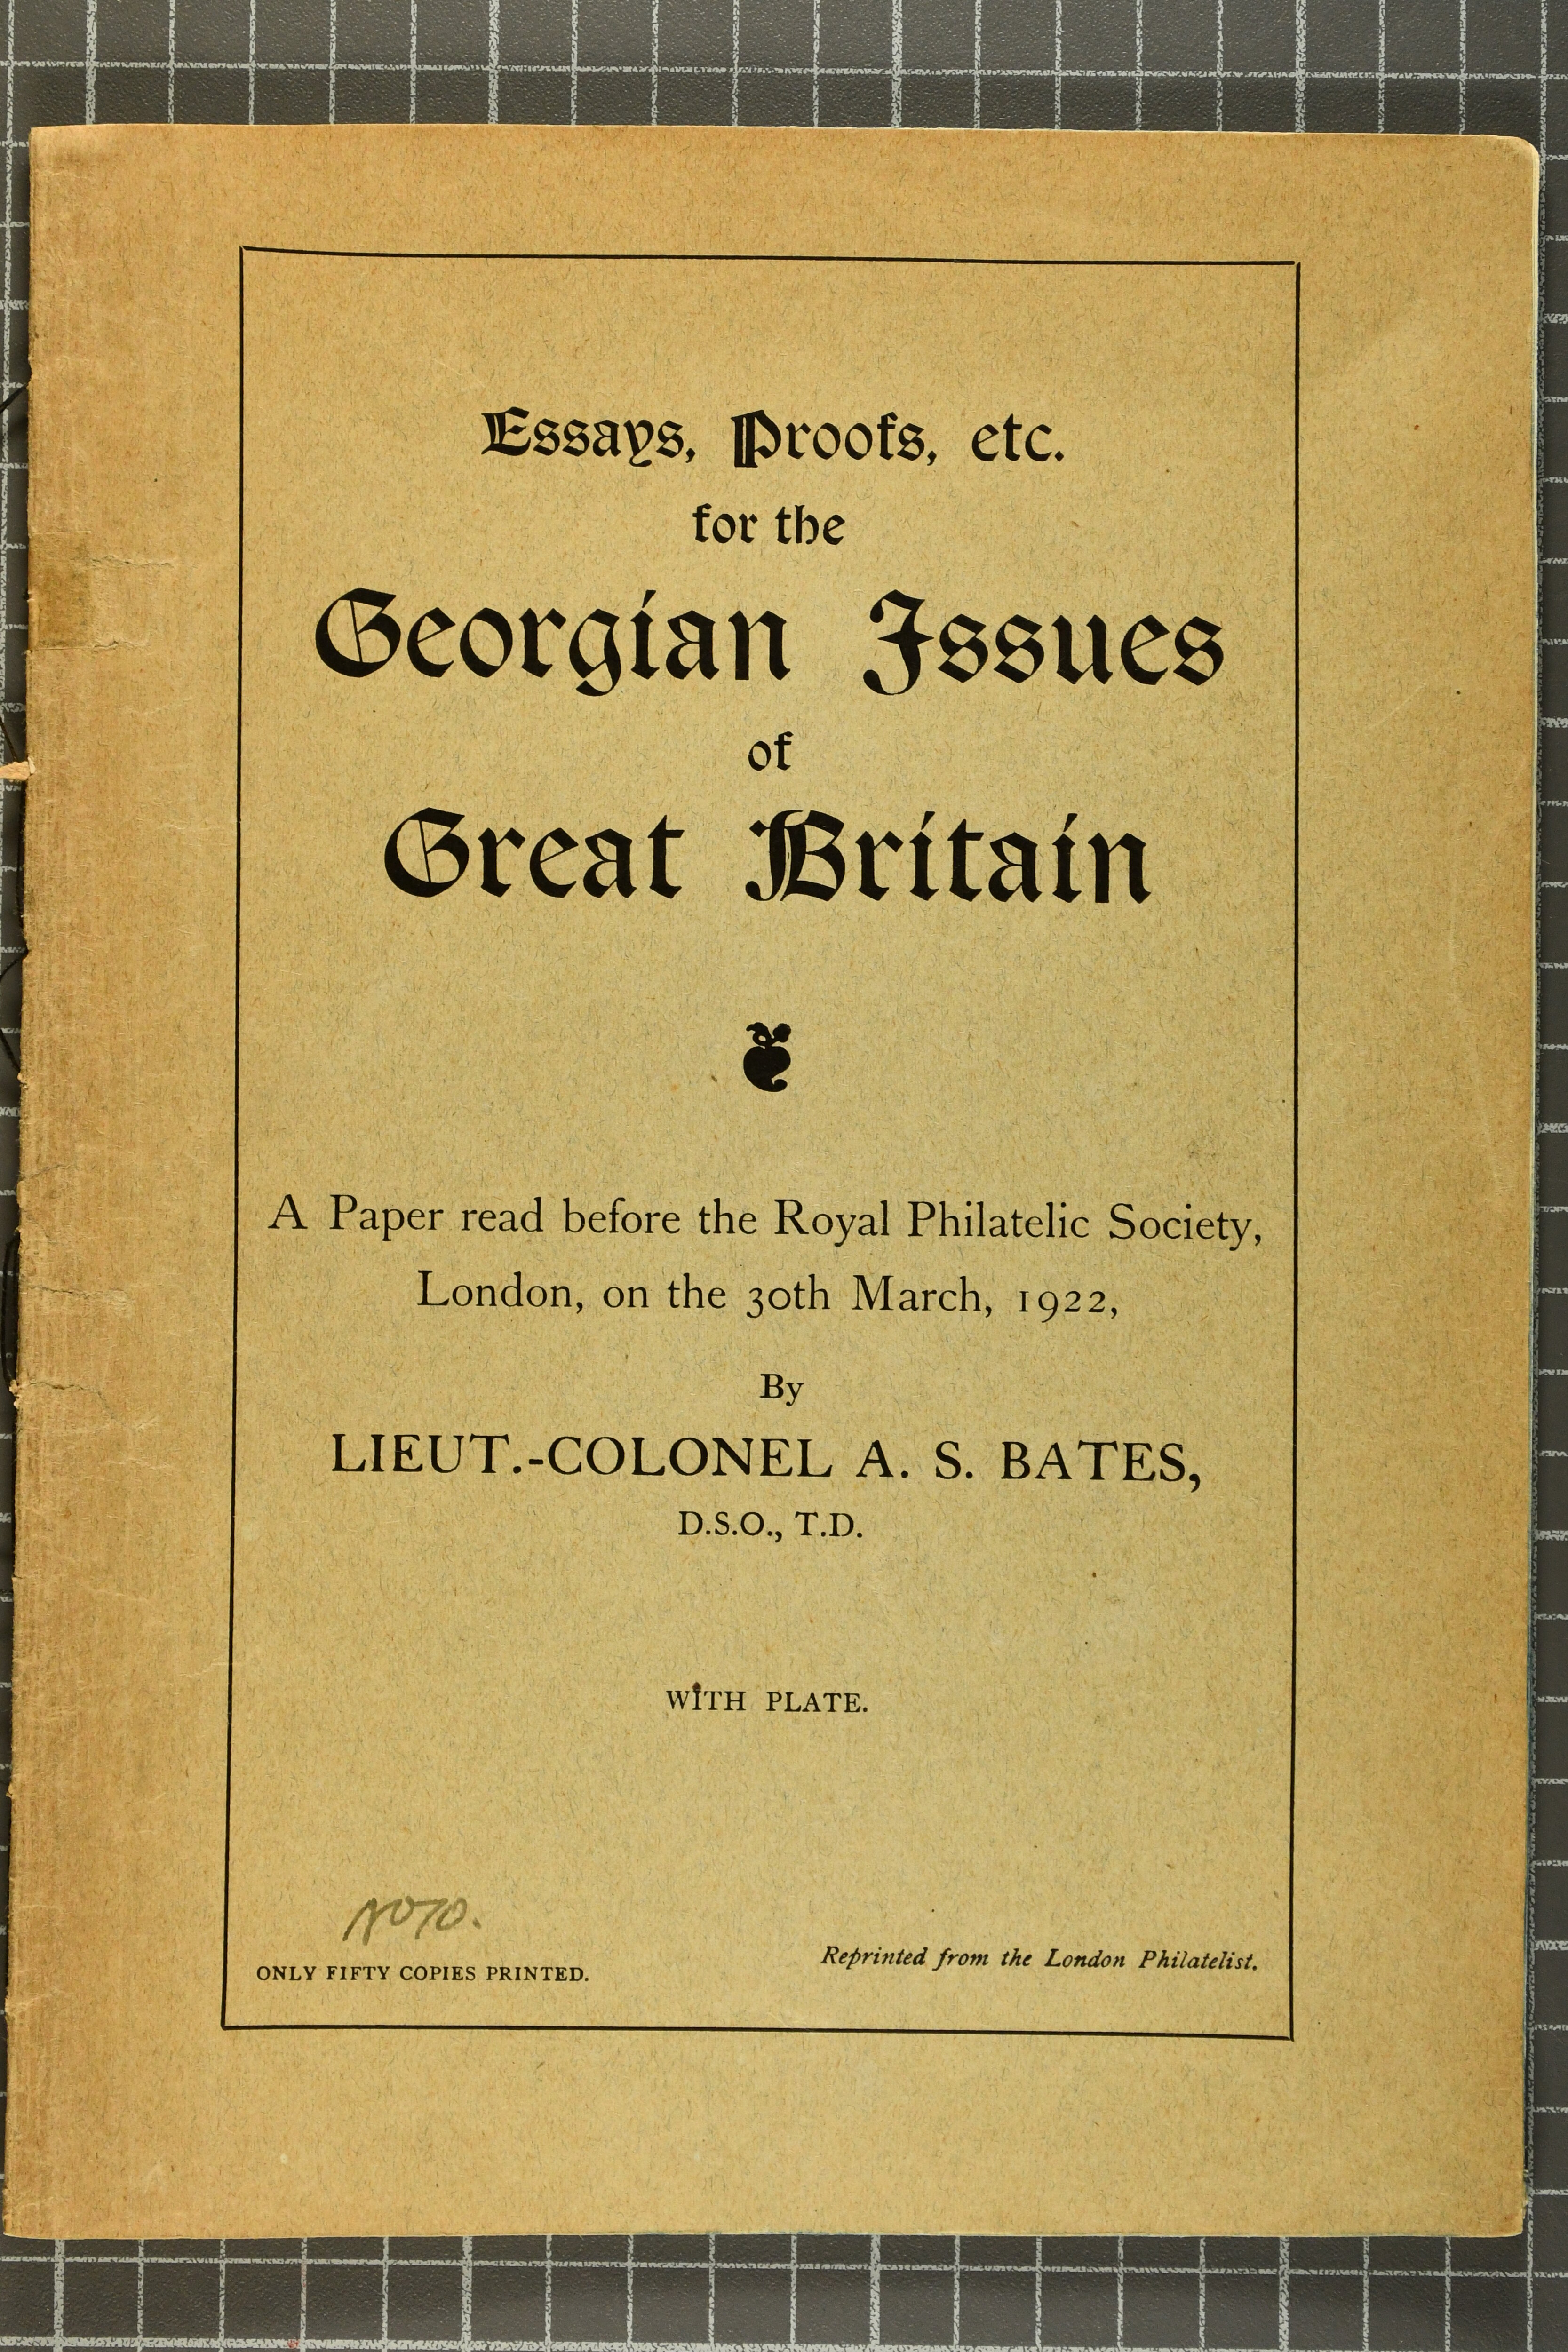 Essays, Proofs, etc.
for the
Georgian Issues
of
Great Britain
A Paper read before the Royal Philatelic Society,
London, on the 30th March, 1922,
By
LIEUT.-COLONEL A. S. BATES,
D.S.O., T.D.
WITH PLATE.
ONLY FIFTY COPIES PRINTED.
Reprinted from the London Philatelist.